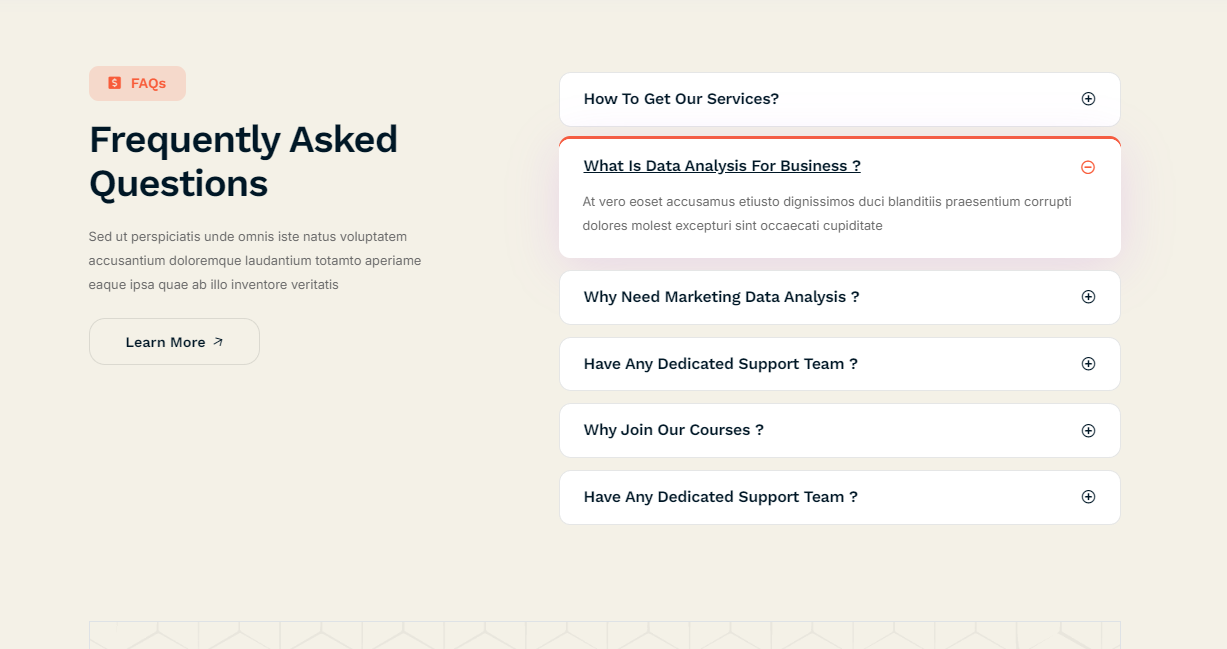 FAQs
Frequently Asked
Questions
Sed ut perspiciatis unde omnis iste natus voluptatem
accusantium doloremque laudantium totamto aperiame
eaque ipsa quae ab illo inventore veritatis
Learn More
How To Get Our Services?
What Is Data Analysis For Business ?
At vero eoset accusamus etiusto dignissimos duci blanditiis praesentium corrupti
dolores molest excepturi sint occaecati cupiditate
Why Need Marketing Data Analysis ?
Have Any Dedicated Support Team ?
Why Join Our Courses ?
Have Any Dedicated Support Team ?